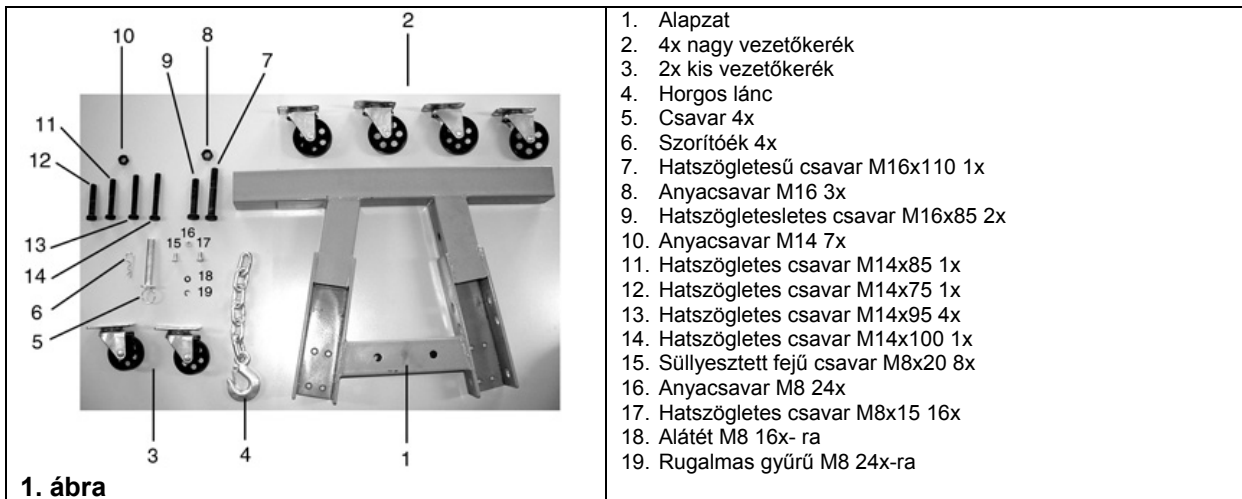 2
10
8
9
7
11
12
13
14
16
15
17
18
19
6
5
3
4
1
1. ábra
1. Alapzat
2. 4x nagy vezetőkerék
3. 2x kis vezetőkerék
4. Horgos lánc
5. Csavar 4x
6. Szorítóék 4x
7. Hatszögletesű csavar M16x110 1x
8. Anyacsavar M16 3x
9. Hatszögletesletes csavar M16x85 2x
10. Anyacsavar M14 7x
11. Hatszögletes csavar M14x85 1x
12. Hatszögletes csavar M14x75 1x
13. Hatszögletes csavar M14x95 4x
14. Hatszögletes csavar M14x100 1x
15. Süllyesztett fejű csavar M8x20 8x
16. Anyacsavar M8 24x
17. Hatszögletes csavar M8x15 16x
18. Alátét M8 16x- ra
19. Rugalmas gyűrű M8 24x-ra